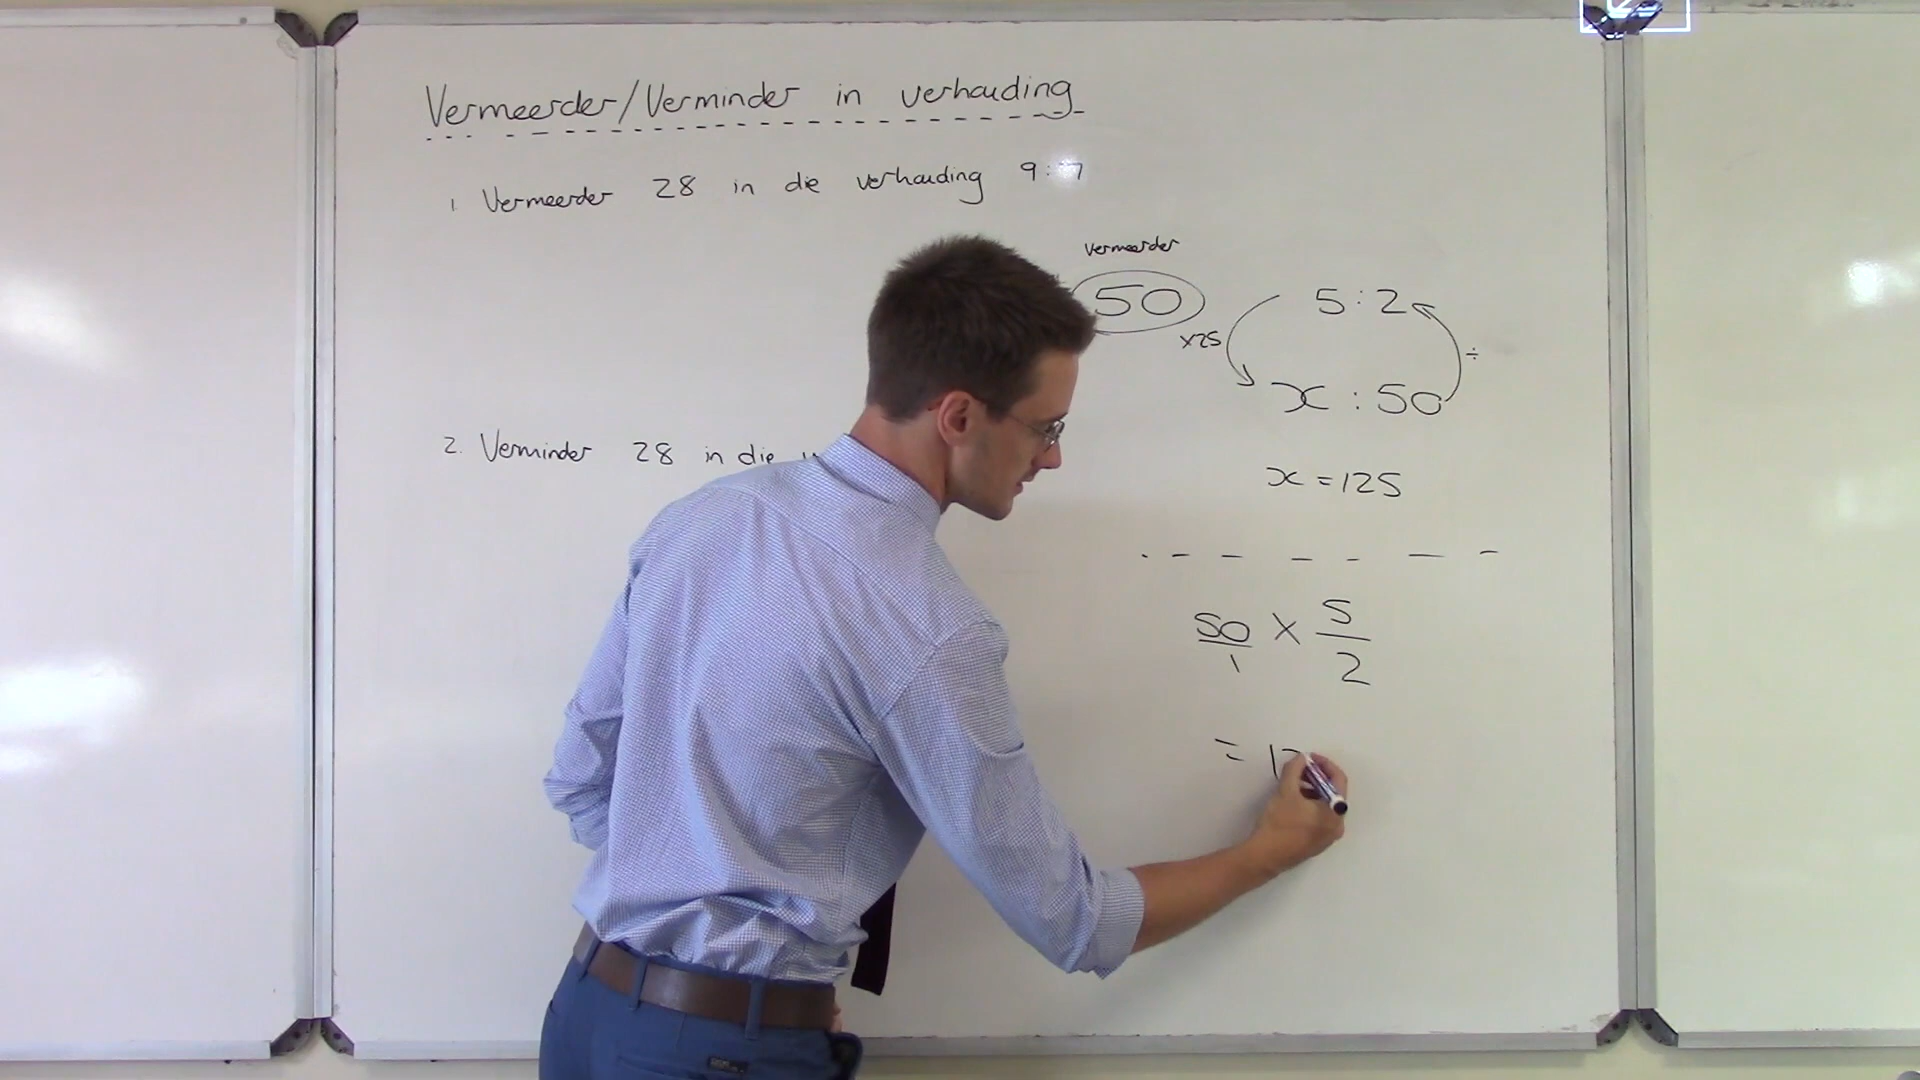 Vermeerder/Verminder in verhouding
1. Vermeerder 28 in die verhouding 9:7
vermeerder
50
5:2
x25
÷
x:50
2. Verminder 28 in die
x=125
50/1 x 5/2
= 12